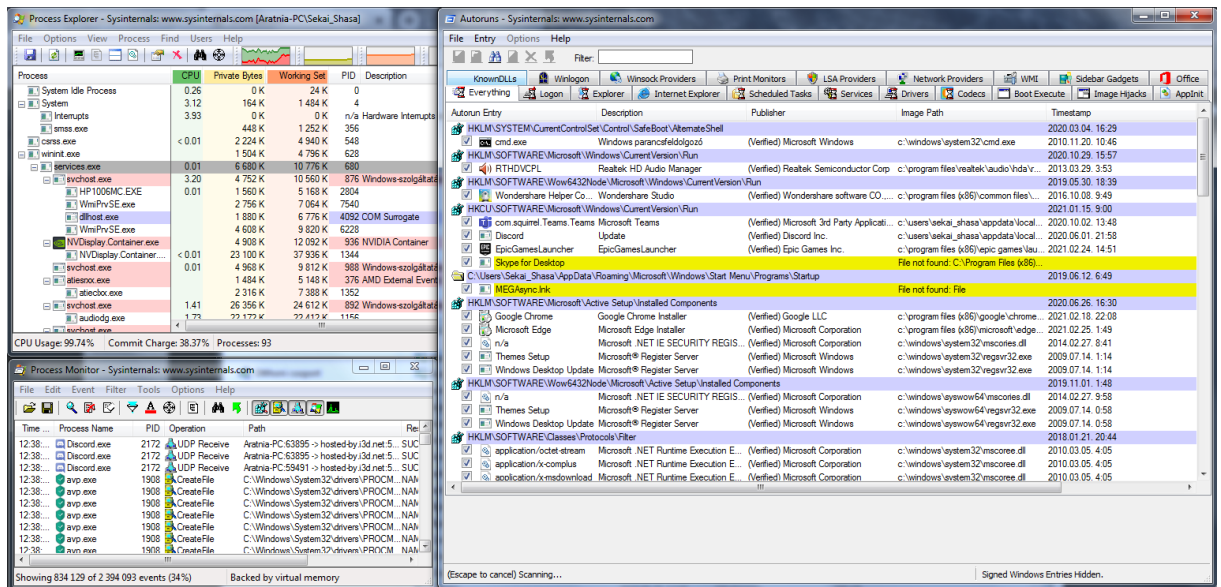 Process Explorer - Sysinternals: www.sysinternals.com [Aratnia-PC\Sekai_Shasa]
File Options View Process Find Users Help
Process CPU Private Bytes Working Set PID Description
System Idle Process 0.26 0 K 24 K 0
System 3.12 164 K 1 484 K 4
Interrupts 3.93 0 K 0 K n/a Hardware Interrupts
smss.exe 448 K 1 252 K 356
csrss.exe < 0.01 2 224 K 4 940 K 548
wininit.exe 1 504 K 4 796 K 628
services.exe 0.01 6 680 K 10 776 K 680
svchost.exe 3.20 4 752 K 10 560 K 876 Windows-szolgáltatá
HP1006MC.EXE 0.01 1 560 K 5 168 K 2804
WmiPrvSE.exe 2 756 K 7 064 K 7540
dllhost.exe 1 880 K 6 776 K 4092 COM Surrogate
WmiPrvSE.exe 4 608 K 9 820 K 6228
NVDisplay.Container.exe 4 908 K 12 092 K 936 NVIDIA Container
NVDisplay.Container... < 0.01 23 100 K 37 936 K 1344
svchost.exe 0.01 4 968 K 9 812 K 988 Windows-szolgáltatá
atiesrxx.exe 1 484 K 5 148 K 376 AMD External Event
atieclxx.exe 2 316 K 7 388 K 1352
svchost.exe 1.41 26 356 K 24 612 K 892 Windows-szolgáltatá
audiodg.exe 1.73 22 172 K 22 412 K 1156
svchost.exe
CPU Usage: 99.74% Commit Charge: 38.37% Processes: 93
Process Monitor - Sysinternals: www.sysinternals.com
File Edit Event Filter Tools Options Help
Time ... Process Name PID Operation Path Re
12:38:... Discord.exe 2172 UDP Receive Aratnia-PC:63895 -> hosted-by.i3d.net:5... SUC
12:38:... Discord.exe 2172 UDP Receive Aratnia-PC:63895 -> hosted-by.i3d.net:5... SUC
12:38:... Discord.exe 2172 UDP Receive Aratnia-PC:59491 -> hosted-by.i3d.net:5... SUC
12:38:... avp.exe 1908 CreateFile C:\Windows\System32\drivers\PROCM... NAM
12:38:... avp.exe 1908 CreateFile C:\Windows\System32\drivers\PROCM... NAM
12:38:... avp.exe 1908 CreateFile C:\Windows\System32\drivers\PROCM... NAM
12:38:... avp.exe 1908 CreateFile C:\Windows\System32\drivers\PROCM... NAM
12:38:... avp.exe 1908 CreateFile C:\Windows\System32\drivers\PROCM... NAM
12:38:... avp.exe 1908 CreateFile C:\Windows\System32\drivers\PROCM... NAM
12:38:... avp.exe 1908 CreateFile C:\Windows\System32\drivers\PROCM... NAM
Showing 834 129 of 2 394 093 events (34%) Backed by virtual memory
Autoruns - Sysinternals: www.sysinternals.com
File Entry Options Help
Filter:
KnownDLLs Winlogon Winsock Providers Print Monitors LSA Providers Network Providers WMI Sidebar Gadgets Office
Everything Logon Explorer Internet Explorer Scheduled Tasks Services Drivers Codecs Boot Execute Image Hijacks AppInit
Autorun Entry Description Publisher Image Path Timestamp
HKLM\SYSTEM\CurrentControlSet\Control\SafeBoot\AlternateShell 2020.03.04. 16:29
cmd.exe Windows parancsfeldolgozó (Verified) Microsoft Windows c:\windows\system32\cmd.exe 2010.11.20. 10:46
HKLM\SOFTWARE\Microsoft\Windows\CurrentVersion\Run 2020.10.29. 15:57
RTHDVCPL Realtek HD Audio Manager (Verified) Realtek Semiconductor Corp c:\program files\realtek\audio\hda\r... 2013.03.29. 3:53
HKLM\SOFTWARE\Wow6432Node\Microsoft\Windows\CurrentVersion\Run 2019.05.30. 18:39
Wondershare Helper Co... Wondershare Studio (Verified) Wondershare software CO.,... c:\program files (x86)\common files\... 2016.10.08. 9:49
HKCU\SOFTWARE\Microsoft\Windows\CurrentVersion\Run 2021.01.15. 9:00
com.squirrel.Teams.Teams Microsoft Teams (Verified) Microsoft 3rd Party Applicati... c:\users\sekai_shasa\appdata\local... 2020.10.02. 13:48
Discord Update (Verified) Discord Inc. c:\users\sekai_shasa\appdata\local... 2020.06.01. 21:58
EpicGamesLauncher EpicGamesLauncher (Verified) Epic Games Inc. c:\program files (x86)\epic games\lau... 2021.02.24. 14:51
Skype for Desktop File not found: C:\Program Files (x86)...
C:\Users\Sekai_Shasa\AppData\Roaming\Microsoft\Windows\Start Menu\Programs\Startup 2019.06.12. 6:49
MEGAsync.lnk File not found: File
HKLM\SOFTWARE\Microsoft\Active Setup\Installed Components 2020.06.26. 16:30
Google Chrome Google Chrome Installer (Verified) Google LLC c:\program files (x86)\google\chrome... 2021.02.18. 22:08
Microsoft Edge Microsoft Edge Installer (Verified) Microsoft Corporation c:\program files (x86)\microsoft\edge... 2021.02.25. 1:49
n/a Microsoft .NET IE SECURITY REGIS... (Verified) Microsoft Corporation c:\windows\system32\mscories.dll 2014.02.27. 8:41
Themes Setup Microsoft® Register Server (Verified) Microsoft Windows c:\windows\system32\regsvr32.exe 2009.07.14. 1:14
Windows Desktop Update Microsoft® Register Server (Verified) Microsoft Windows c:\windows\system32\regsvr32.exe 2009.07.14. 1:14
HKLM\SOFTWARE\Wow6432Node\Microsoft\Active Setup\Installed Components 2019.11.01. 1:48
n/a Microsoft .NET IE SECURITY REGIS... (Verified) Microsoft Corporation c:\windows\syswow64\mscories.dll 2014.02.27. 9:58
Themes Setup Microsoft® Register Server (Verified) Microsoft Windows c:\windows\syswow64\regsvr32.exe 2009.07.14. 0:58
Windows Desktop Update Microsoft® Register Server (Verified) Microsoft Windows c:\windows\syswow64\regsvr32.exe 2009.07.14. 0:58
HKLM\SOFTWARE\Classes\Protocols\Filter 2018.01.21. 20:44
application/octet-stream Microsoft .NET Runtime Execution E... (Verified) Microsoft Corporation c:\windows\system32\mscoree.dll 2010.03.05. 4:05
application/x-complus Microsoft .NET Runtime Execution E... (Verified) Microsoft Corporation c:\windows\system32\mscoree.dll 2010.03.05. 4:05
application/x-msdownload Microsoft .NET Runtime Execution E... (Verified) Microsoft Corporation c:\windows\system32\mscoree.dll 2010.03.05. 4:05
(Escape to cancel) Scanning... Signed Windows Entries Hidden.